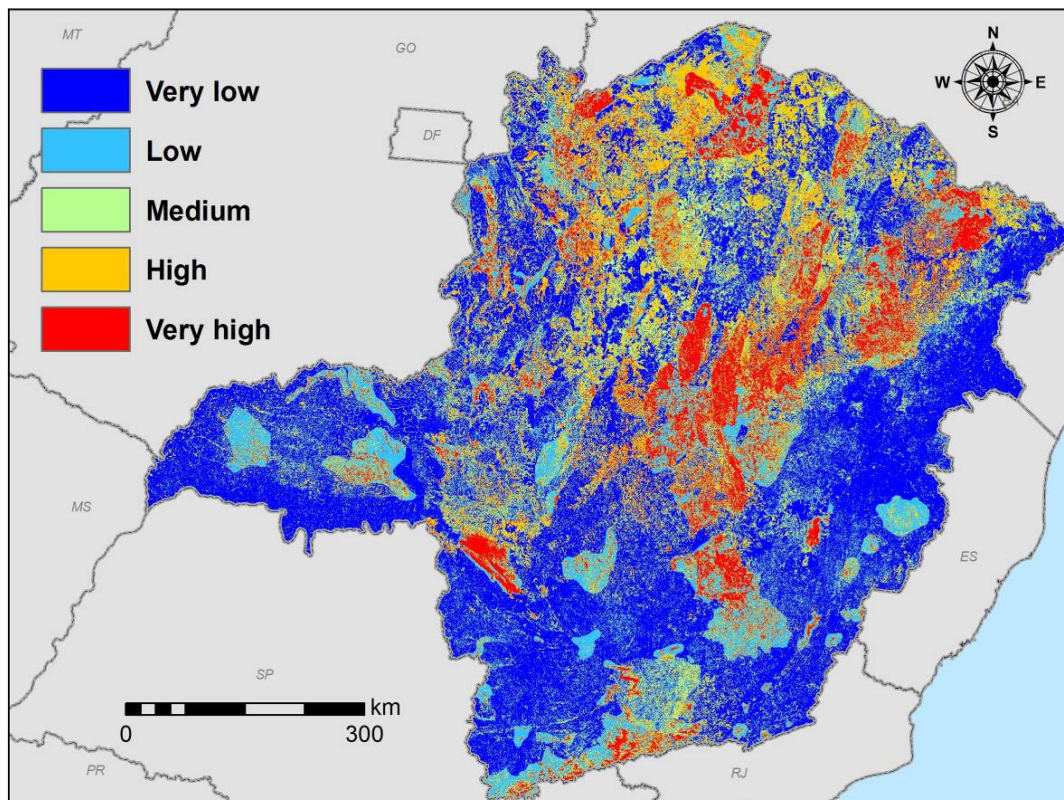 MT
GO
N
W
E
S
DF
Very low
Low
Medium
High
Very high
MS
ES
SP
km
0
300
PR
RJ